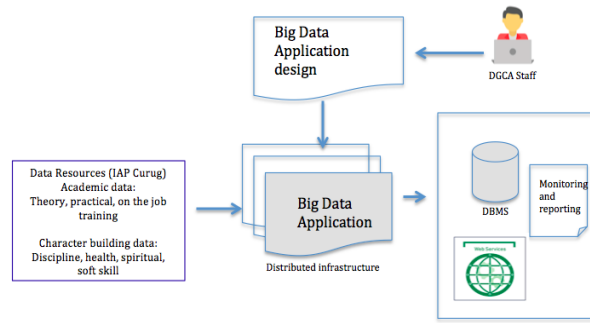 Big Data
Application
design
DGCA Staff
Data Resources (IAP Curug)
Academic data:
Theory, practical, on the job
training
Character building data:
Discipline, health, spiritual,
soft skill
Big Data
Application
Distributed infrastructure
DBMS
Monitoring
and
reporting
Web Services